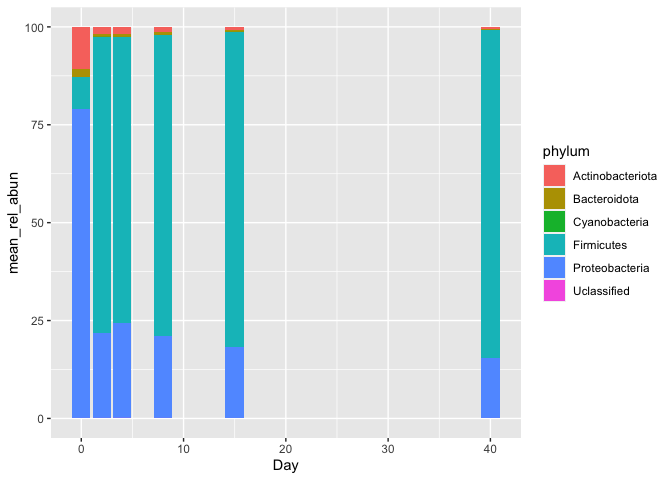 100
75
50
25
0
mean_rel_abun
0 10 20 30 40
Day
phylum
Actinobacteriota
Bacteroidota
Cyanobacteria
Firmicutes
Proteobacteria
Uclassified